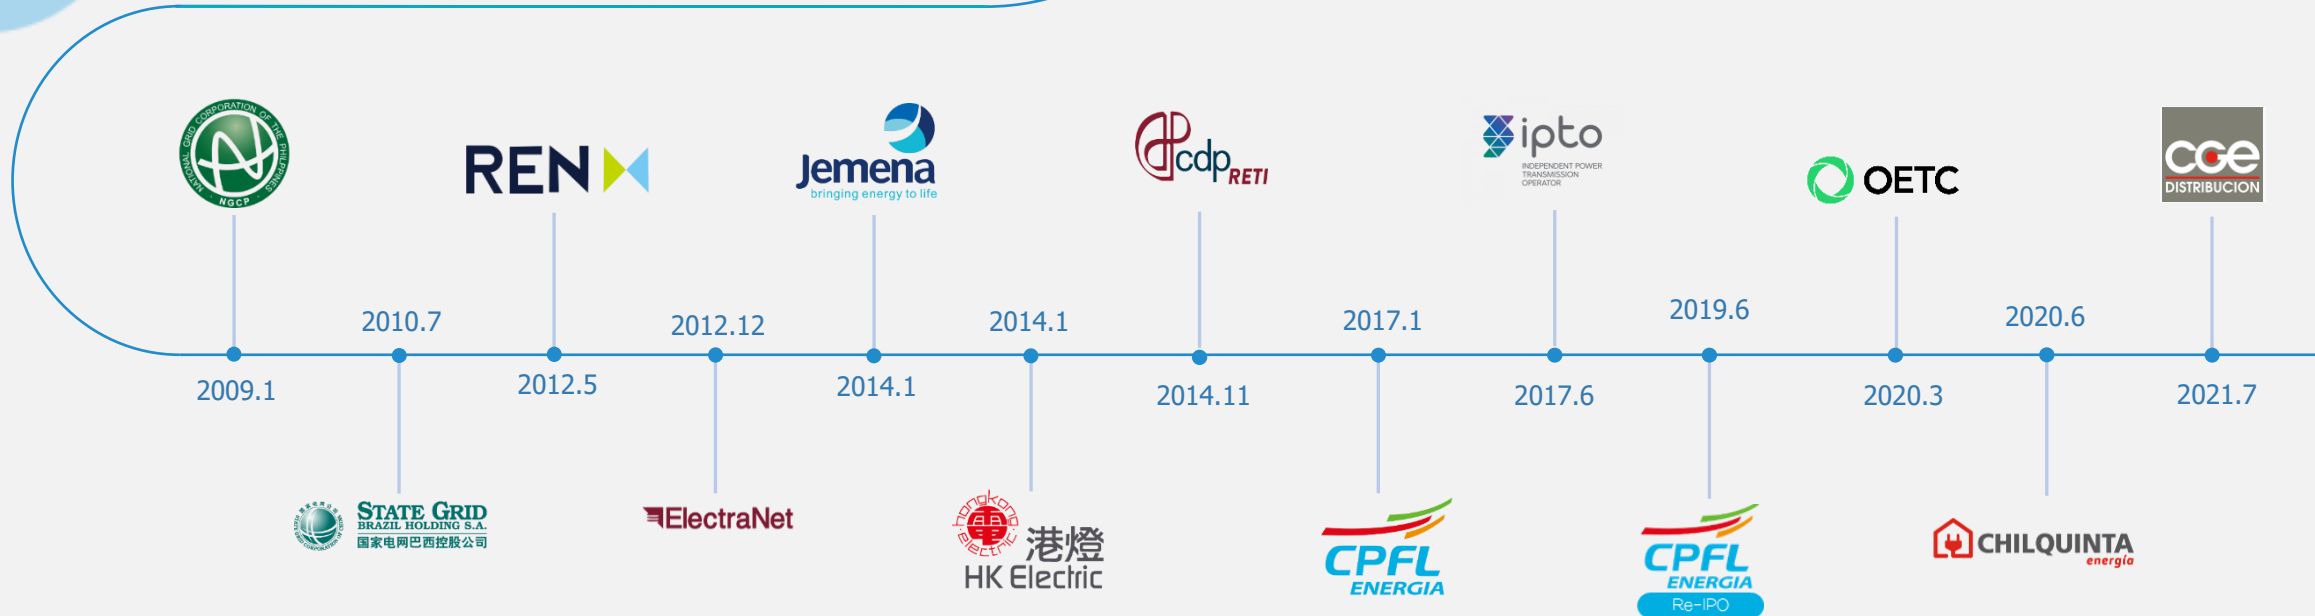 NATIONAL GRID CORPORATION OF THE PHILIPPINES
NGCP
2009.1
2010.7
STATE GRID
BRAZIL HOLDING S.A.
国家电网巴西控股公司
REN
2012.5
2012.12
ElectraNet
Jemena
bringing energy to life
2014.1
2014.1
hongkong electric
電
港燈
HK Electric
cdp RETI
2014.11
2017.1
CPFL
ENERGIA
ipto
INDEPENDENT POWER
TRANSMISSION
OPERATOR
2017.6
2019.6
CPFL
ENERGIA
Re-IPO
OETC
2020.3
2020.6
CHILQUINTA
energía
cge
DISTRIBUCION
2021.7